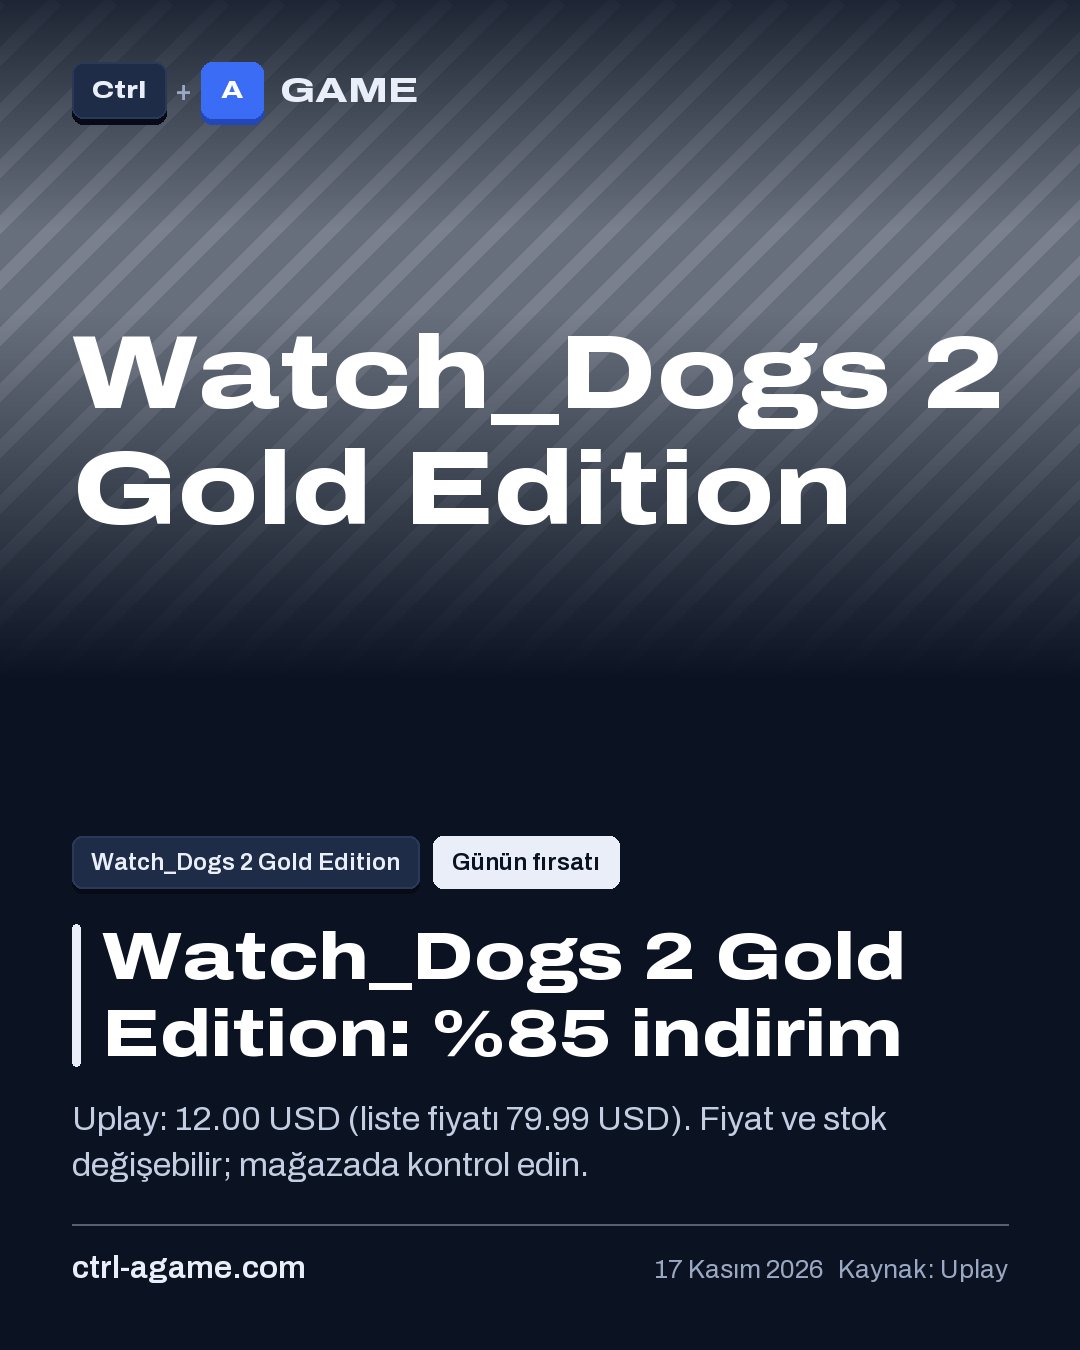 Ctrl + A GAME
Watch_Dogs 2
Gold Edition
Watch_Dogs 2 Gold Edition
Günün fırsatı
Watch_Dogs 2 Gold
Edition: %85 indirim
Uplay: 12.00 USD (liste fiyatı 79.99 USD). Fiyat ve stok
değişebilir; mağazada kontrol edin.
ctrl-agame.com
17 Kasım 2026 Kaynak: Uplay